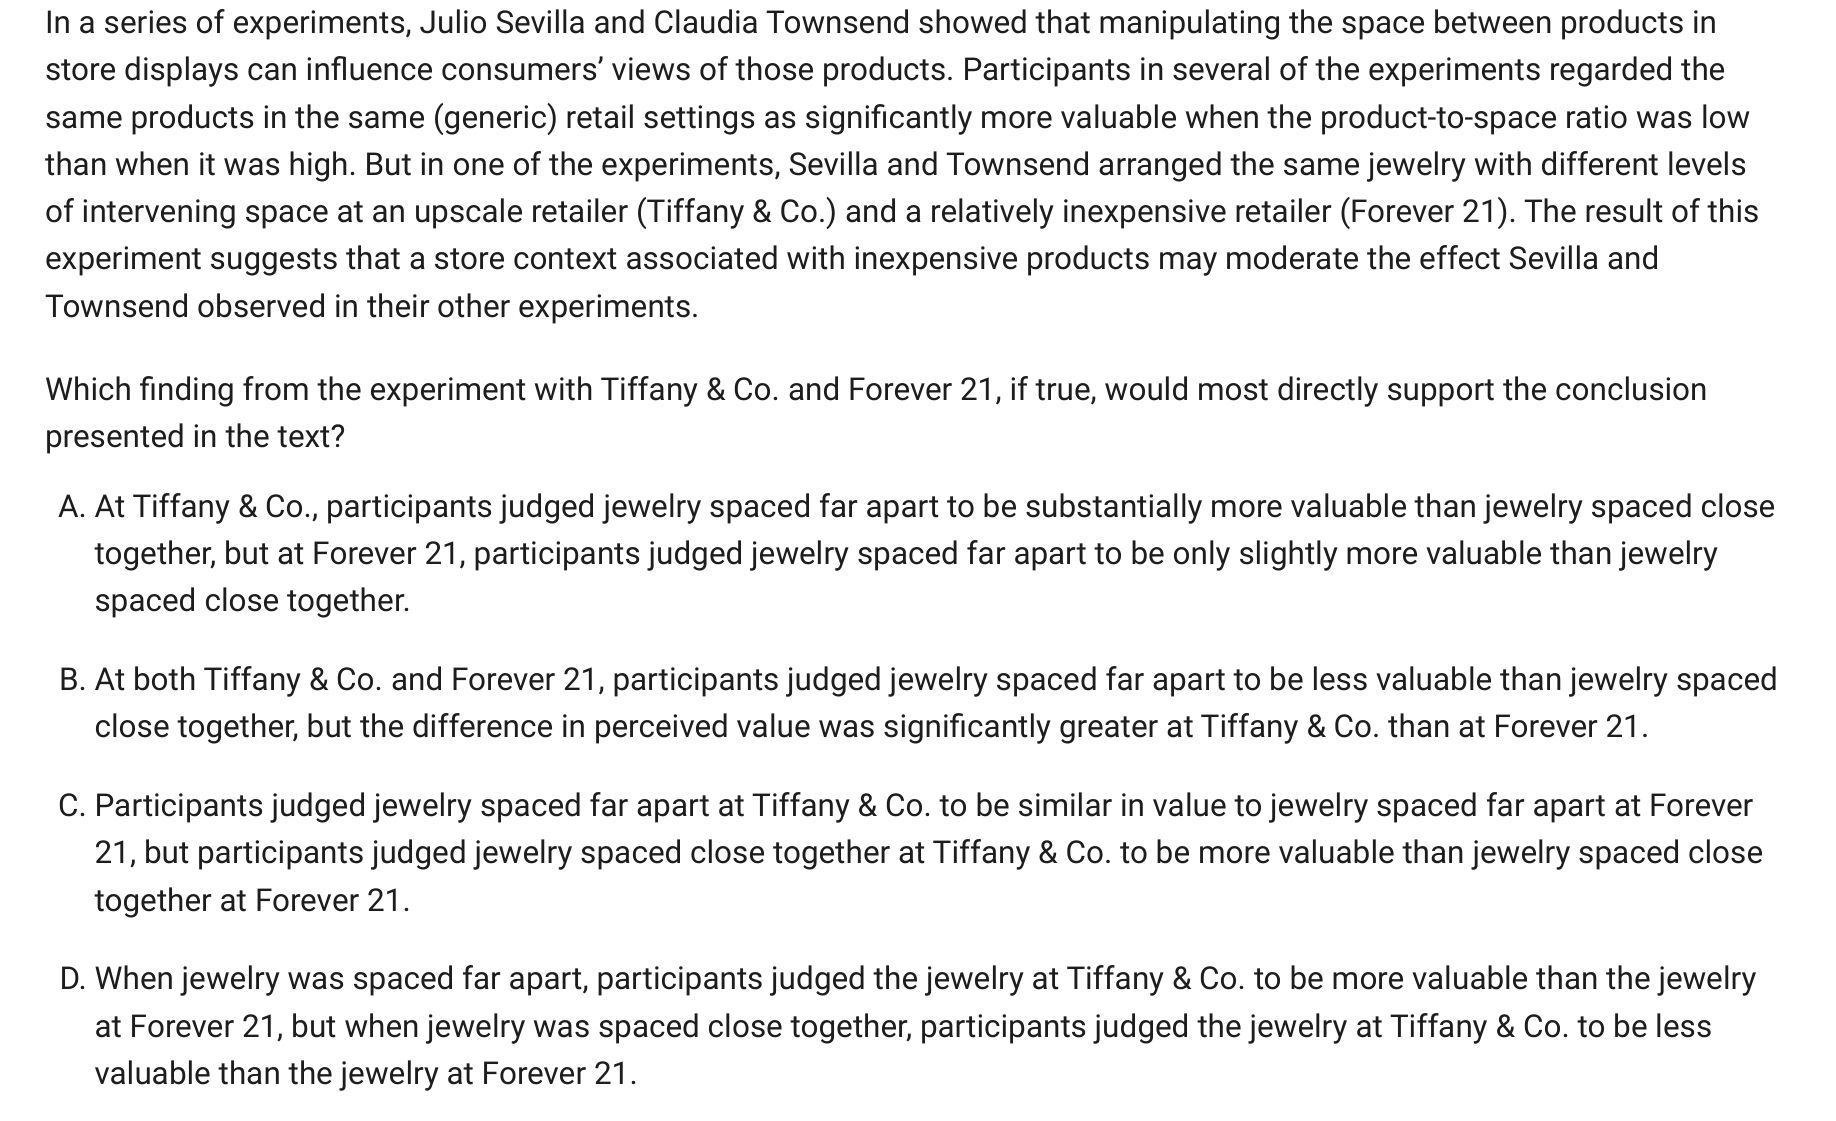 In a series of experiments, Julio Sevilla and Claudia Townsend showed that manipulating the space between products in
store displays can influence consumers’ views of those products. Participants in several of the experiments regarded the
same products in the same (generic) retail settings as significantly more valuable when the product-to-space ratio was low
than when it was high. But in one of the experiments, Sevilla and Townsend arranged the same jewelry with different levels
of intervening space at an upscale retailer (Tiffany & Co.) and a relatively inexpensive retailer (Forever 21). The result of this
experiment suggests that a store context associated with inexpensive products may moderate the effect Sevilla and
Townsend observed in their other experiments.
Which finding from the experiment with Tiffany & Co. and Forever 21, if true, would most directly support the conclusion
presented in the text?
A. At Tiffany & Co., participants judged jewelry spaced far apart to be substantially more valuable than jewelry spaced close
together, but at Forever 21, participants judged jewelry spaced far apart to be only slightly more valuable than jewelry
spaced close together.
B. At both Tiffany & Co. and Forever 21, participants judged jewelry spaced far apart to be less valuable than jewelry spaced
close together, but the difference in perceived value was significantly greater at Tiffany & Co. than at Forever 21.
C. Participants judged jewelry spaced far apart at Tiffany & Co. to be similar in value to jewelry spaced far apart at Forever
21, but participants judged jewelry spaced close together at Tiffany & Co. to be more valuable than jewelry spaced close
together at Forever 21.
D. When jewelry was spaced far apart, participants judged the jewelry at Tiffany & Co. to be more valuable than the jewelry
at Forever 21, but when jewelry was spaced close together, participants judged the jewelry at Tiffany & Co. to be less
valuable than the jewelry at Forever 21.